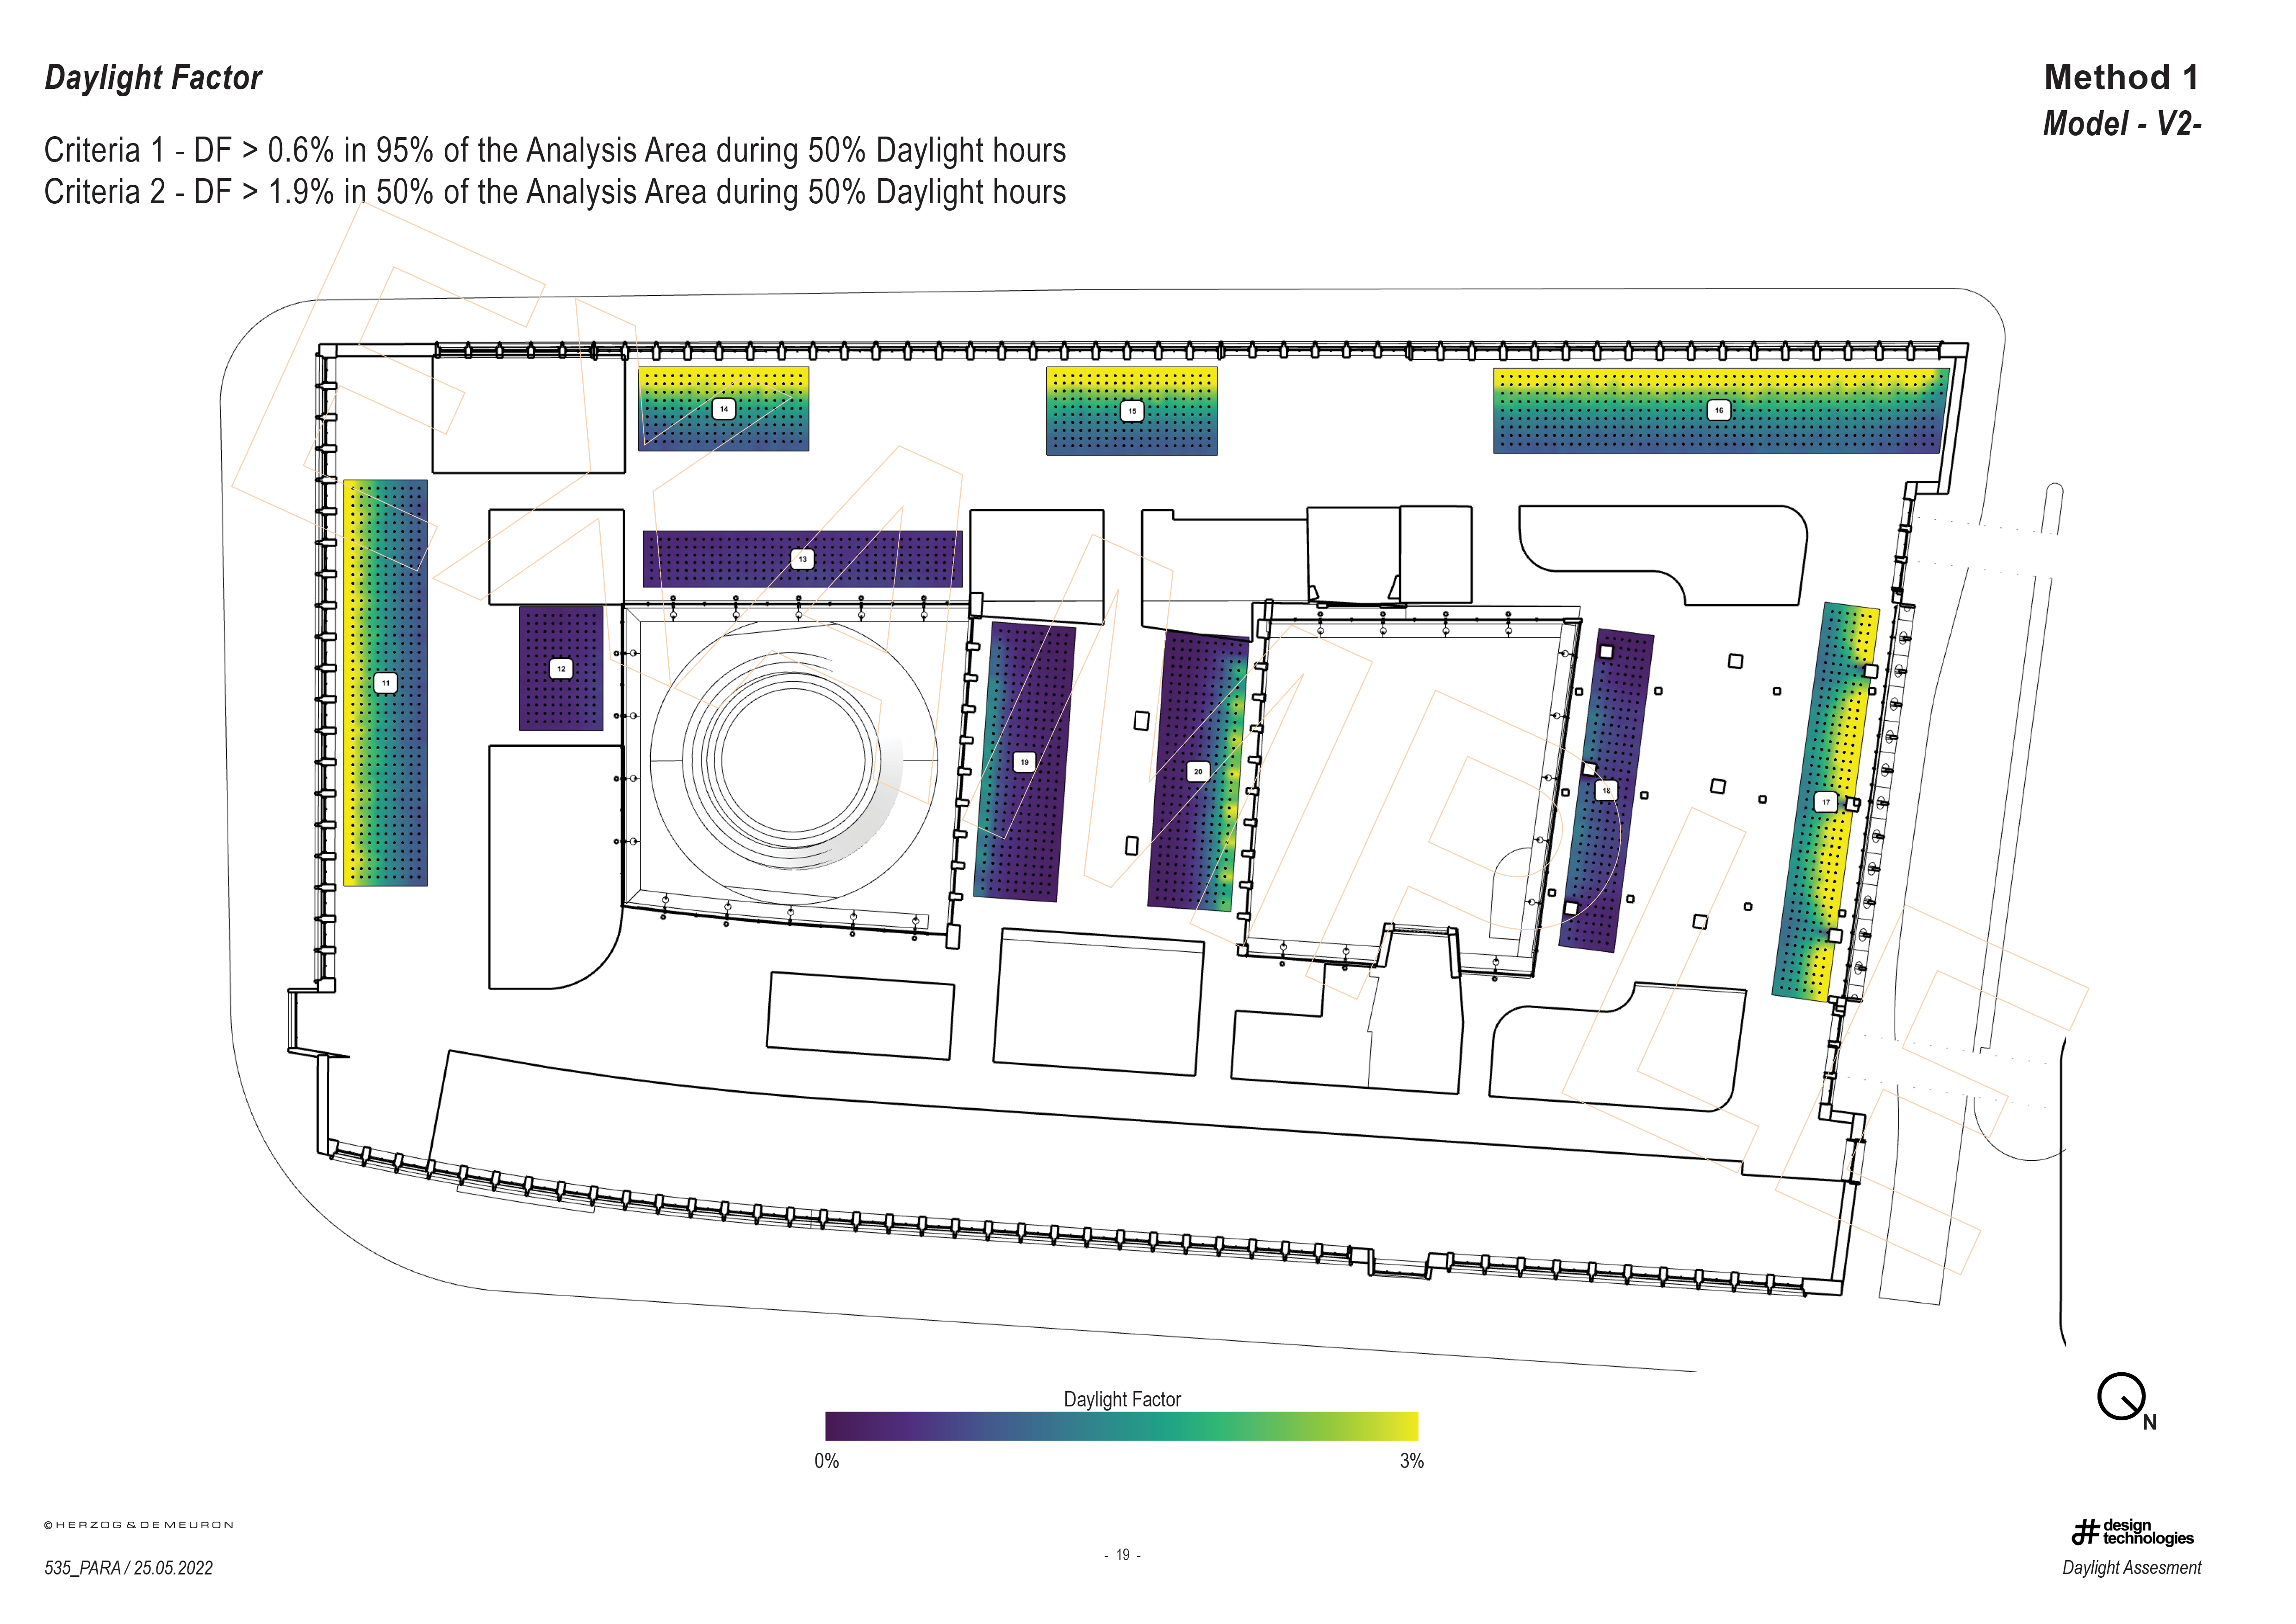 Daylight Factor
Method 1
Model - V2-
Criteria 1 - DF > 0.6% in 95% of the Analysis Area during 50% Daylight hours
Criteria 2 - DF > 1.9% in 50% of the Analysis Area during 50% Daylight hours
EXAMPLE
14
15
16
13
11
12
19
20
18
17
Daylight Factor
0%
3%
N
© HERZOG & DE MEURON
design
technologies
535_PARA / 25.05.2022
- 19 -
Daylight Assesment